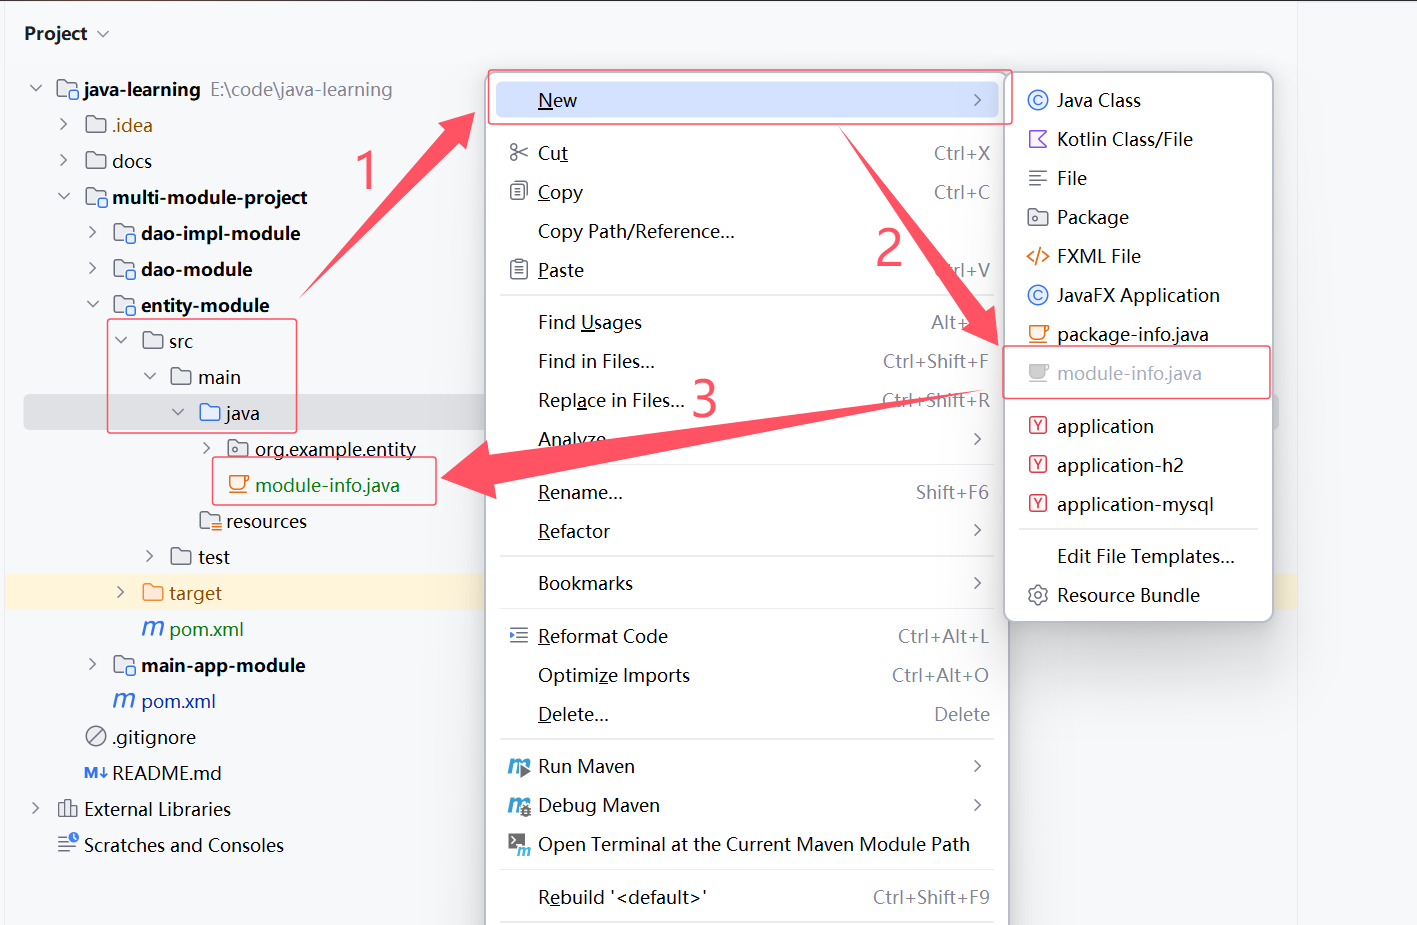 Project
java-learning E:\code\java-learning
.idea
docs
multi-module-project
dao-impl-module
dao-module
entity-module
src
main
java
org.example.entity
module-info.java
resources
test
target
pom.xml
main-app-module
pom.xml
.gitignore
README.md
External Libraries
Scratches and Consoles
1
2
3
New
Cut Ctrl+X
Copy Ctrl+C
Copy Path/Reference...
Paste Ctrl+V
Find Usages Alt+
Find in Files... Ctrl+Shift+F
Replace in Files... Ctrl+Shift+R
Analyze
Rename... Shift+F6
Refactor
Bookmarks
Reformat Code Ctrl+Alt+L
Optimize Imports Ctrl+Alt+O
Delete... Delete
Run Maven
Debug Maven
Open Terminal at the Current Maven Module Path
Rebuild '<default>' Ctrl+Shift+F9
Java Class
Kotlin Class/File
File
Package
FXML File
JavaFX Application
package-info.java
module-info.java
application
application-h2
application-mysql
Edit File Templates...
Resource Bundle